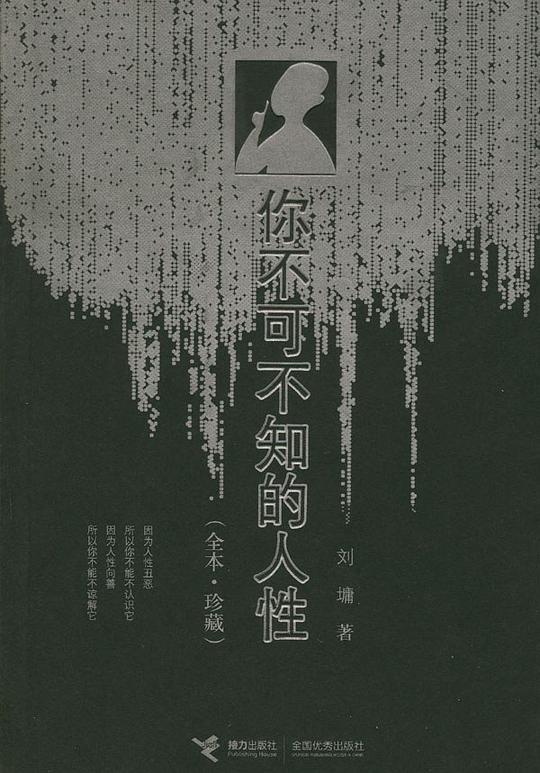 你不可不知的人性
（全本·珍藏）
刘墉 著
因为人性丑恶
所以你不能不认识它
因为人性向善
所以你不能不谅解它
接力出版社
Publishing House
全国优秀出版社